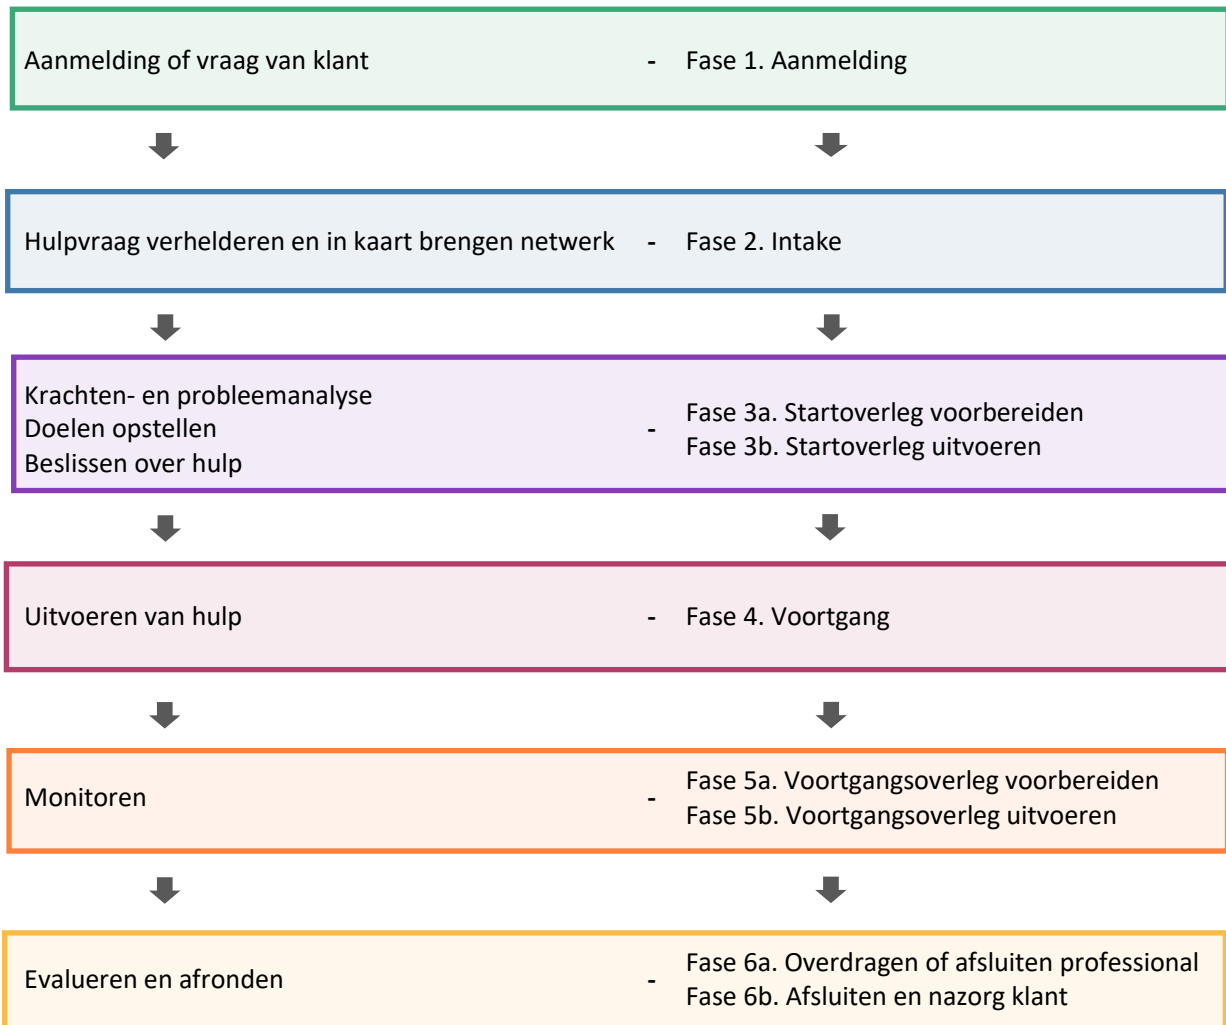 Aanmelding of vraag van klant - Fase 1. Aanmelding
Hulpvraag verhelderen en in kaart brengen netwerk - Fase 2. Intake
Krachten- en probleemanalyse
Doelen opstellen
Beslissen over hulp
-
Fase 3a. Startoverleg voorbereiden
Fase 3b. Startoverleg uitvoeren
Uitvoeren van hulp - Fase 4. Voortgang
Monitoren
-
Fase 5a. Voortgangsoverleg voorbereiden
Fase 5b. Voortgangsoverleg uitvoeren
Evalueren en afronden
-
Fase 6a. Overdragen of afsluiten professional
Fase 6b. Afsluiten en nazorg klant